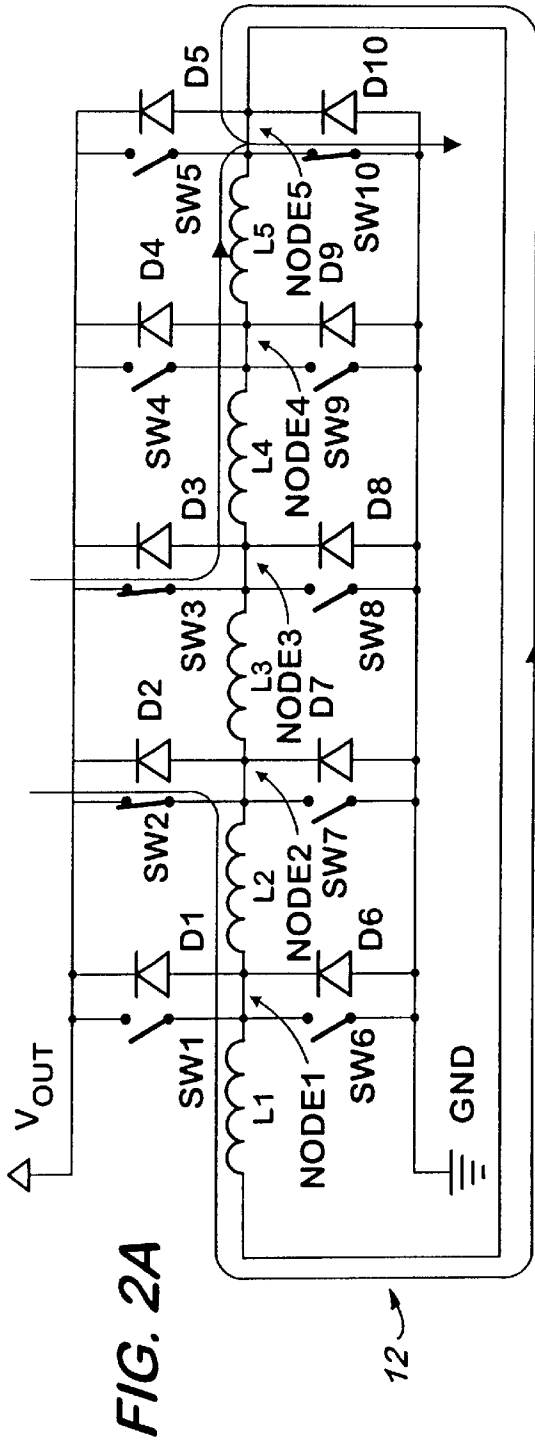 FIG. 2A
VOUT
SW1
D1
SW2
D2
SW3
D3
SW4
D4
SW5
D5
L1
L2
L3
L4
L5
NODE1
NODE2
NODE3
NODE4
NODE5
SW6
D6
SW7
D7
SW8
D8
SW9
D9
SW10
D10
GND
12